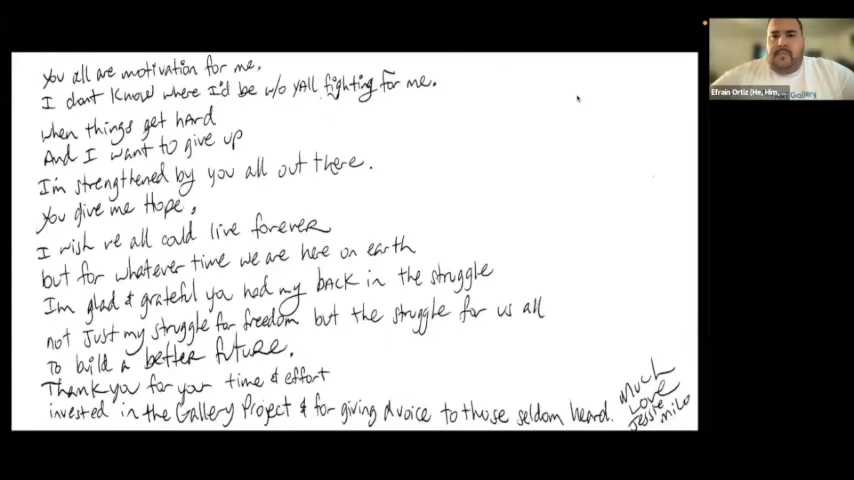 You all are motivation for me.
I dont know where I'd be w/o yall fighting for me.
when things get hard
And I want to give up
I'm strengthened by you all out there.
You give me Hope.
I wish we all could live forever
but for whatever time we are here on earth
I'm glad & grateful you had my back in the struggle
not just my struggle for freedom but the struggle for us all
To build a better future.
Thank you for your time & effort
invested in the Gallery Project & for giving a voice to those seldom heard.
Much
Love
Jessie
Milo
Efrain Ortiz (He, Him, ...
Gallery